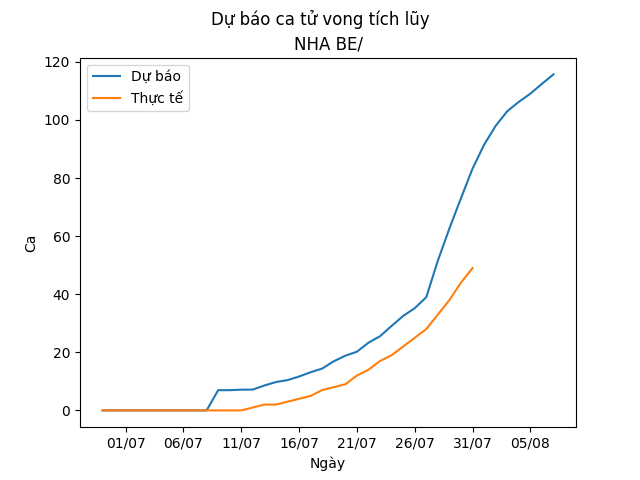 Dự báo ca tử vong tích lũy
NHA BE/
120
100
80
60
40
20
0
Ca
Dự báo
Thực tế
01/07 06/07 11/07 16/07 21/07 26/07 31/07 05/08
Ngày